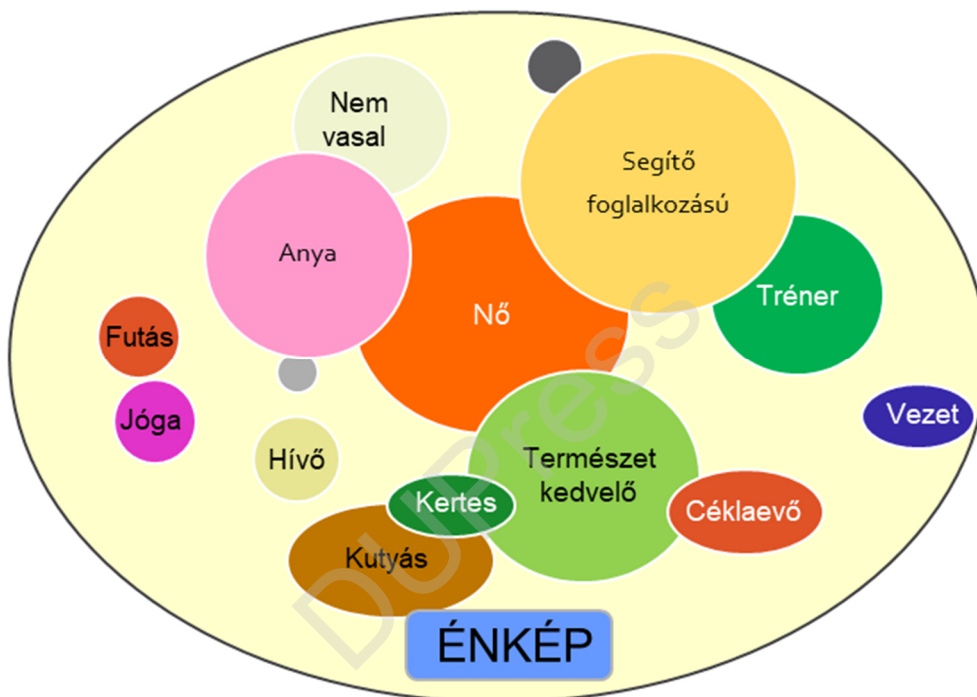 Nem
vasal
Segítő
foglalkozású
Anya
Tréner
Nő
Futás
Jóga
Vezet
Hívő
Természet
kedvelő
Kertes
Céklaevő
Kutyás
ÉNKÉP
DUPress